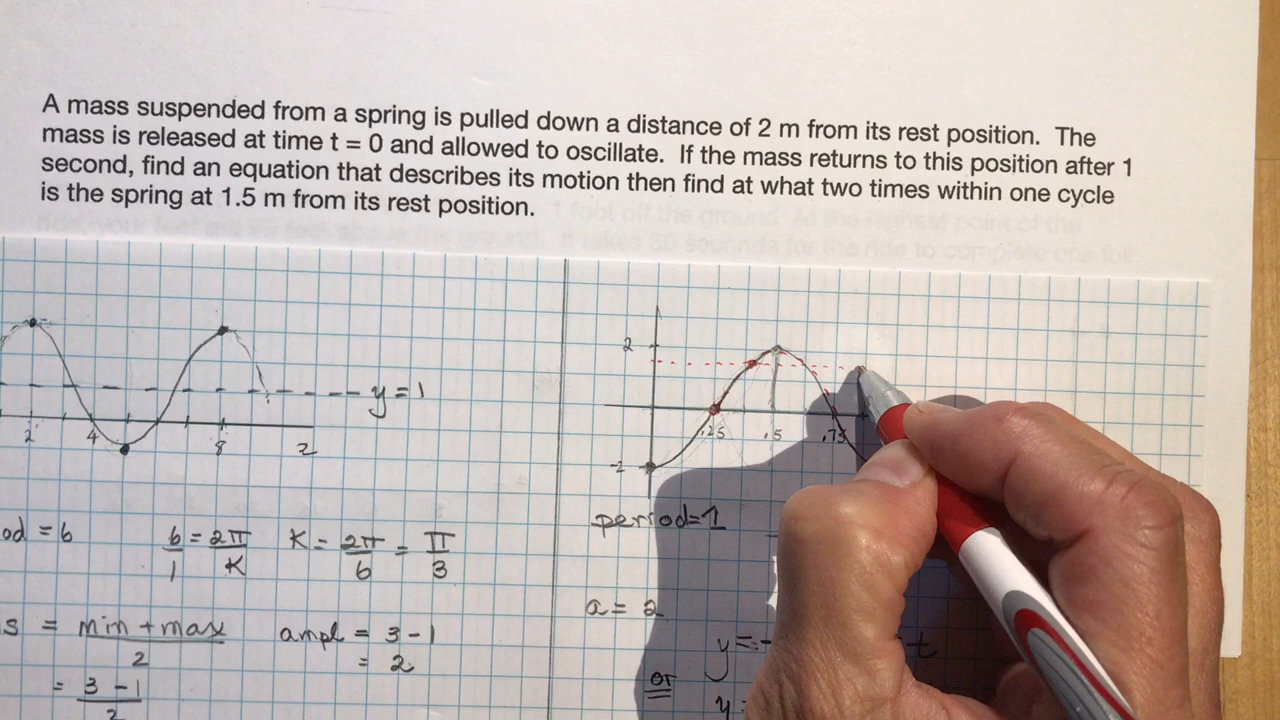 A mass suspended from a spring is pulled down a distance of 2 m from its rest position. The
mass is released at time t = 0 and allowed to oscillate. If the mass returns to this position after 1
second, find an equation that describes its motion then find at what two times within one cycle
is the spring at 1.5 m from its rest position.
y = 1
2 4 8 2
od = 6
6/1 = 2π/K
K = 2π/6 = π/3
s = min + max / 2
= 3 - 1 / 2
ampl = 3 - 1
= 2
2
-2
.25 .5 .75
period = 1
a = 2
y = - t
or
y =